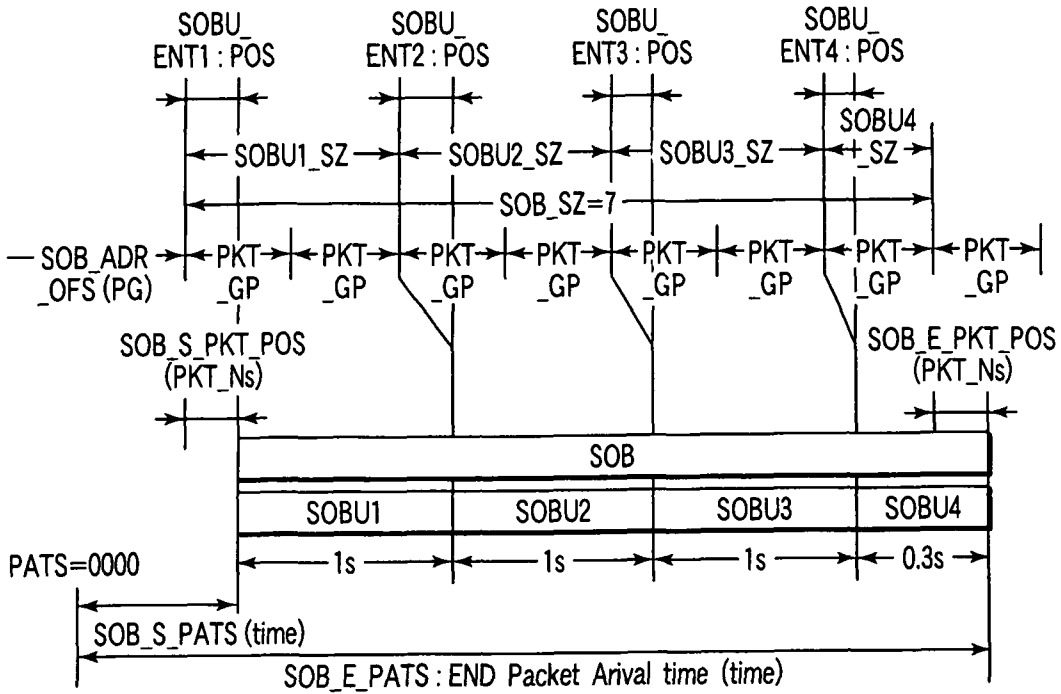 SOBU_
ENT1 : POS
SOBU_
ENT2 : POS
SOBU_
ENT3 : POS
SOBU_
ENT4 : POS
SOBU1_SZ
SOBU2_SZ
SOBU3_SZ
SOBU4
_SZ
SOB_SZ=7
SOB_ADR
_OFS (PG)
PKT
_GP
PKT
_GP
PKT
_GP
PKT
_GP
PKT
_GP
PKT
_GP
PKT
_GP
PKT
_GP
SOB_S_PKT_POS
(PKT_Ns)
SOB_E_PKT_POS
(PKT_Ns)
SOB
SOBU1
SOBU2
SOBU3
SOBU4
PATS=0000
1s
1s
1s
0.3s
SOB_S_PATS (time)
SOB_E_PATS : END Packet Arival time (time)